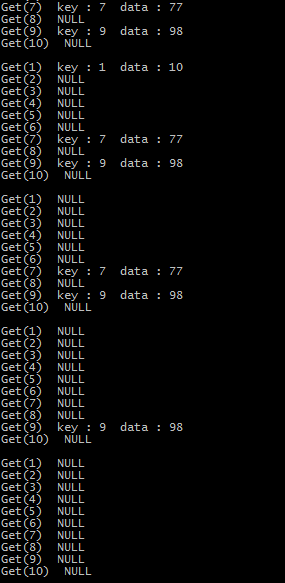 Get(7)  key : 7  data : 77
Get(8)  NULL
Get(9)  key : 9  data : 98
Get(10)  NULL

Get(1)  key : 1  data : 10
Get(2)  NULL
Get(3)  NULL
Get(4)  NULL
Get(5)  NULL
Get(6)  NULL
Get(7)  key : 7  data : 77
Get(8)  NULL
Get(9)  key : 9  data : 98
Get(10)  NULL

Get(1)  NULL
Get(2)  NULL
Get(3)  NULL
Get(4)  NULL
Get(5)  NULL
Get(6)  NULL
Get(7)  key : 7  data : 77
Get(8)  NULL
Get(9)  key : 9  data : 98
Get(10)  NULL

Get(1)  NULL
Get(2)  NULL
Get(3)  NULL
Get(4)  NULL
Get(5)  NULL
Get(6)  NULL
Get(7)  NULL
Get(8)  NULL
Get(9)  key : 9  data : 98
Get(10)  NULL

Get(1)  NULL
Get(2)  NULL
Get(3)  NULL
Get(4)  NULL
Get(5)  NULL
Get(6)  NULL
Get(7)  NULL
Get(8)  NULL
Get(9)  NULL
Get(10)  NULL